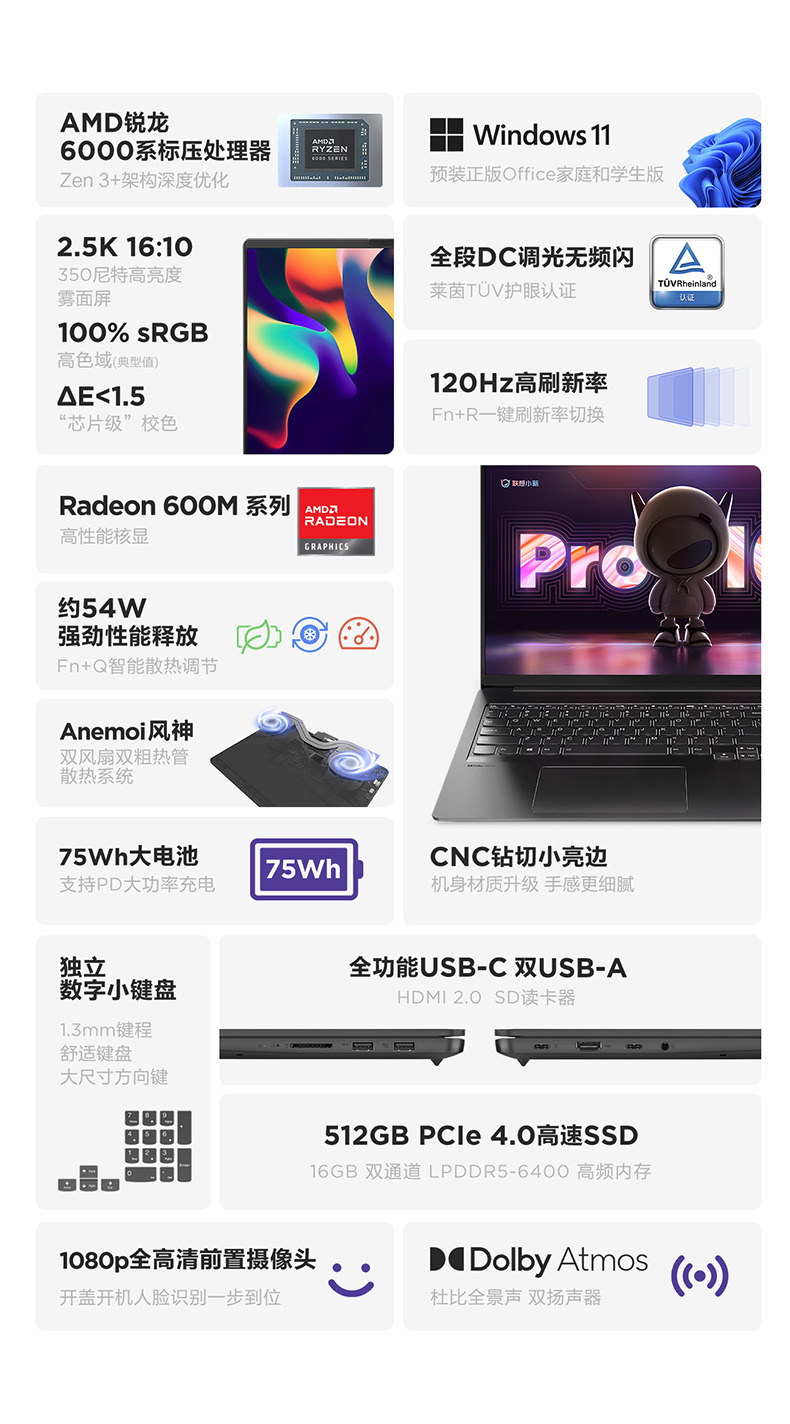 AMD锐龙
6000系标压处理器
Zen 3+架构深度优化
AMD
RYZEN
6000 SERIES
Windows 11
预装正版Office家庭和学生版
2.5K 16:10
350尼特高亮度
雾面屏
100% sRGB
高色域(典型值)
ΔE<1.5
“芯片级”校色
全段DC调光无频闪
莱茵TÜV护眼认证
TÜVRheinland®
认证
120Hz高刷新率
Fn+R一键刷新率切换
Radeon 600M 系列
高性能核显
AMD
RADEON
GRAPHICS
约54W
强劲性能释放
Fn+Q智能散热调节
Anemoi风神
双风扇双粗热管
散热系统
75Wh大电池
支持PD大功率充电
75Wh
联想小新
Pro
CNC钻切小亮边
机身材质升级 手感更细腻
独立
数字小键盘
1.3mm键程
舒适键盘
大尺寸方向键
7 8 9
4 5 6
1 2 3
0
Enter
全功能USB-C 双USB-A
HDMI 2.0 SD读卡器
512GB PCIe 4.0高速SSD
16GB 双通道 LPDDR5-6400 高频内存
1080p全高清前置摄像头
开盖开机人脸识别一步到位
Dolby Atmos
杜比全景声 双扬声器